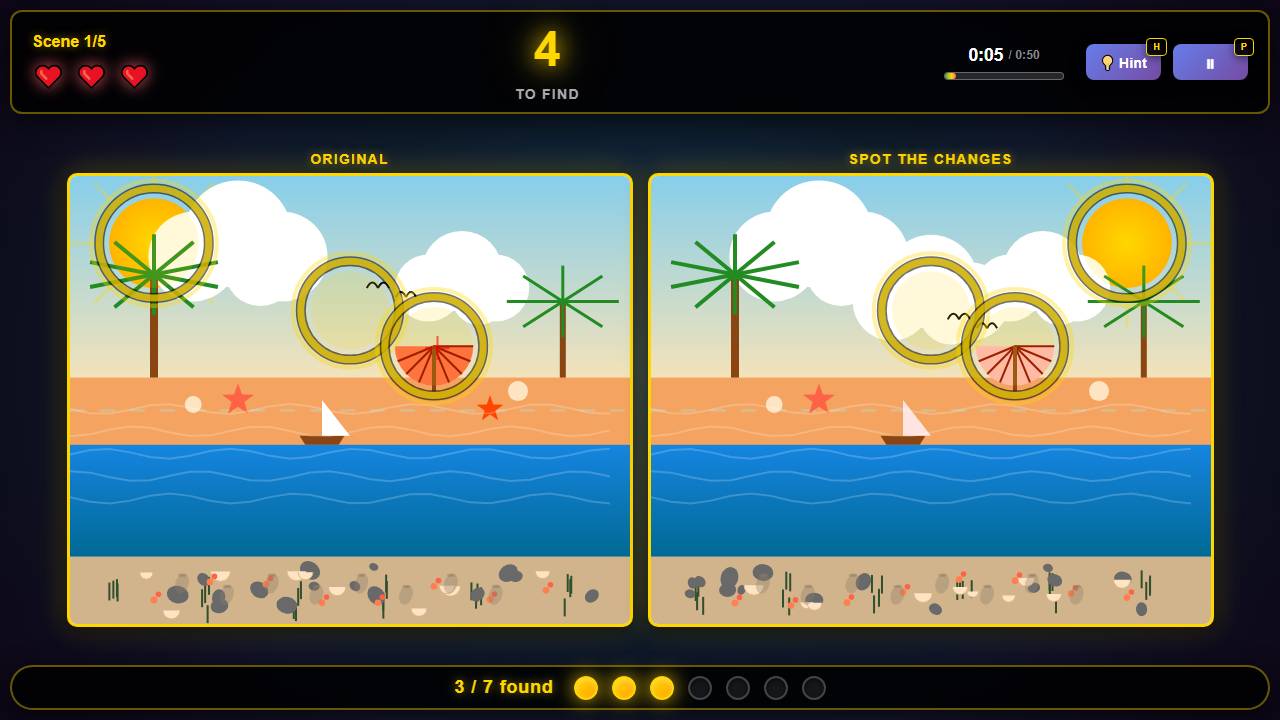 Scene 1/5
4
TO FIND
0:05 / 0:50
H
Hint
P
ORIGINAL
SPOT THE CHANGES
3 / 7 found